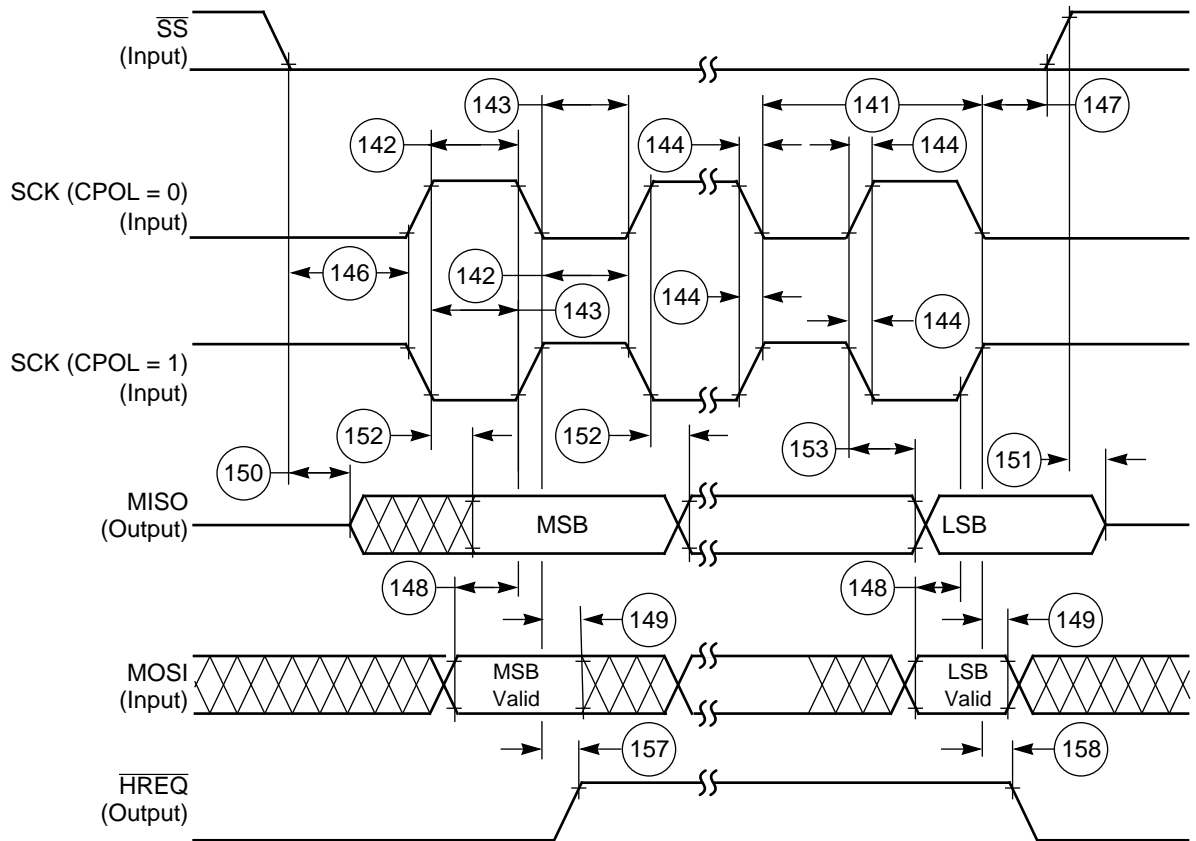 SS
(Input)
143
141
147
142
144
144
SCK (CPOL = 0)
(Input)
146
142
144
143
144
SCK (CPOL = 1)
(Input)
152
152
153
150
151
MISO
(Output)
MSB
LSB
148
148
149
149
MOSI
(Input)
MSB
Valid
LSB
Valid
157
158
HREQ
(Output)